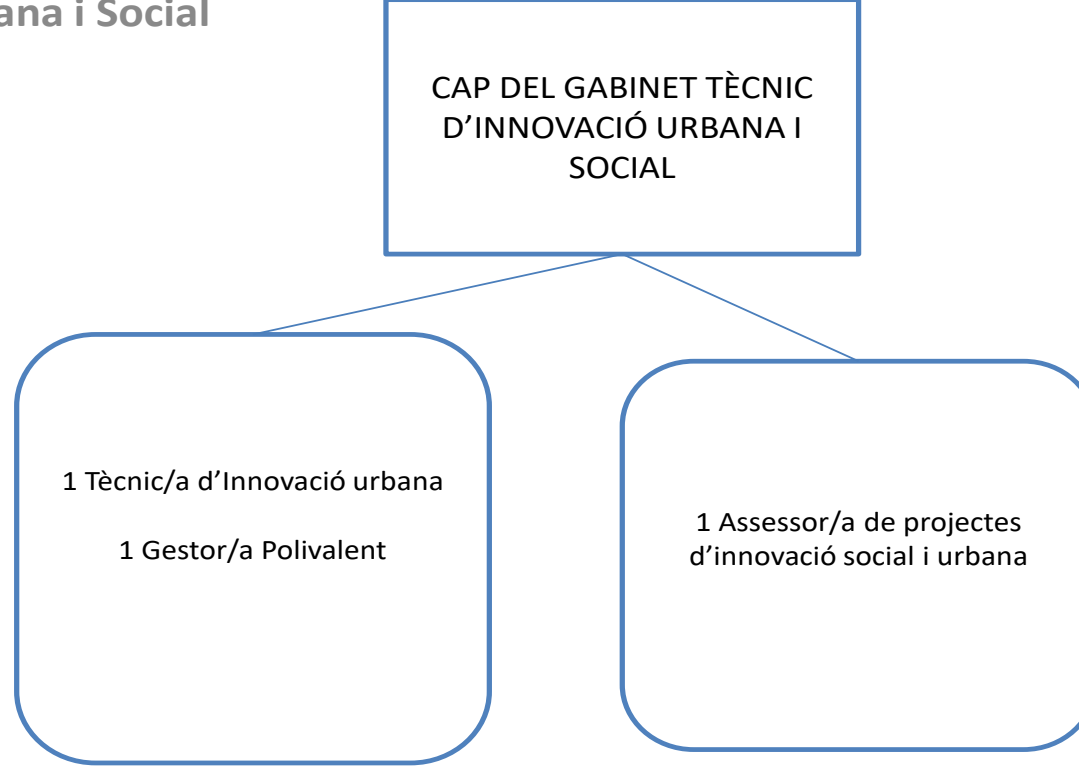 i Social
CAP DEL GABINET TÈCNIC
D’INNOVACIÓ URBANA I
SOCIAL
1 Tècnic/a d’Innovació urbana
1 Gestor/a Polivalent
1 Assessor/a de projectes
d’innovació social i urbana